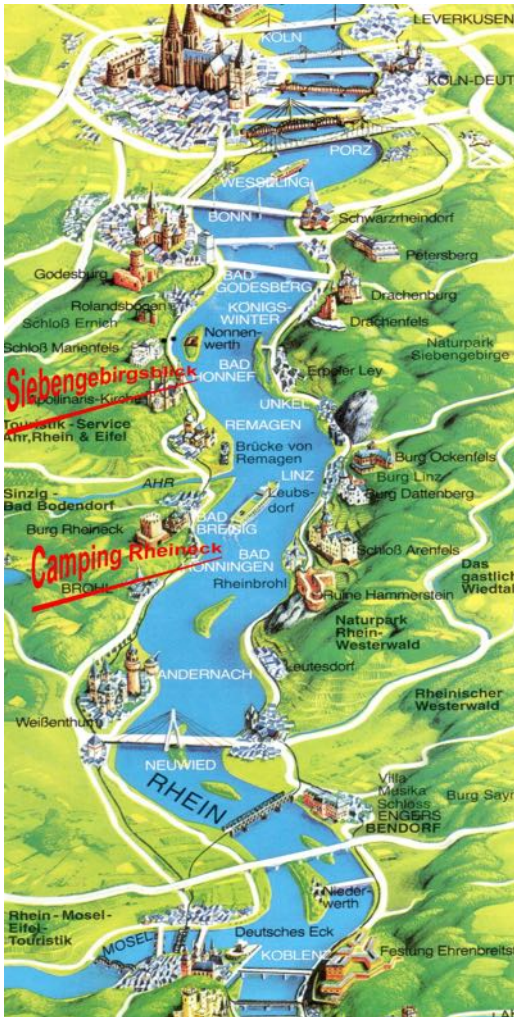 LEVERKUSEN
KÖLN
KÖLN-DEUT
PORZ
WESSELING
BONN
Schwarzrheindorf
Petersberg
Godesburg
BAD
GODESBERG
Drachenburg
Rolandsbogen
KÖNIGS-
WINTER
Drachenfels
Schloß Ernich
Nonnen-
werth
Naturpark
Siebengebirge
Schloß Marienfels
BAD
HONNEF
Erpeler Ley
Siebengebirgsblick
Apollinaris-Kirche
UNKEL
Touristik - Service
Ahr,Rhein & Eifel
REMAGEN
Brücke von
Remagen
Burg Ockenfels
LINZ
Burg Linz
AHR
Leubs-
dorf
Burg Dattenberg
Sinzig -
Bad Bodendorf
BAD
BREISIG
Burg Rheineck
Schloß Arenfels
Camping Rheineck
BAD
HÖNNINGEN
Das
gastlich
Wiedtal
BROHL
Rheinbrohl
Ruine Hammerstein
Naturpark
Rhein-
Westerwald
Leutesdorf
ANDERNACH
Rheinischer
Westerwald
Weißenthurm
NEUWIED
RHEIN
Villa
Musika
Schloss
ENGERS
BENDORF
Burg Sayn
Nieder-
werth
Rhein - Mosel-
Eifel-
Touristik
MOSEL
Deutsches Eck
KOBLENZ
Festung Ehrenbreitst